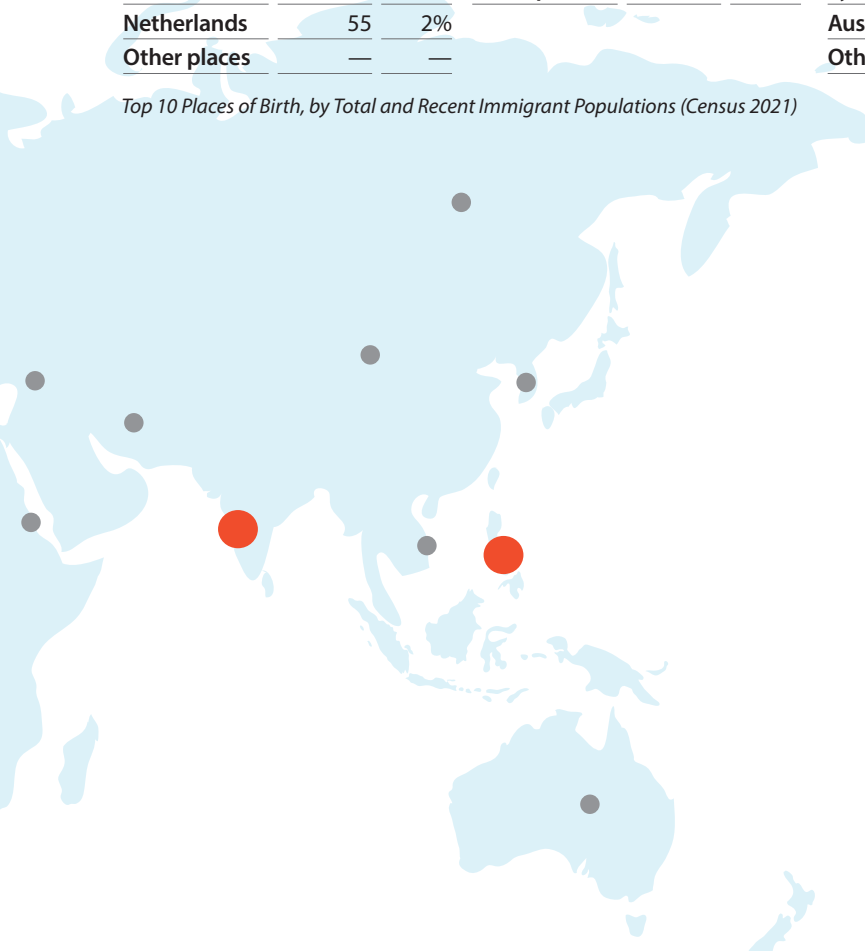 Netherlands 55 2%
Other places — —
Top 10 Places of Birth, by Total and Recent Immigrant Populations (Census 2021)